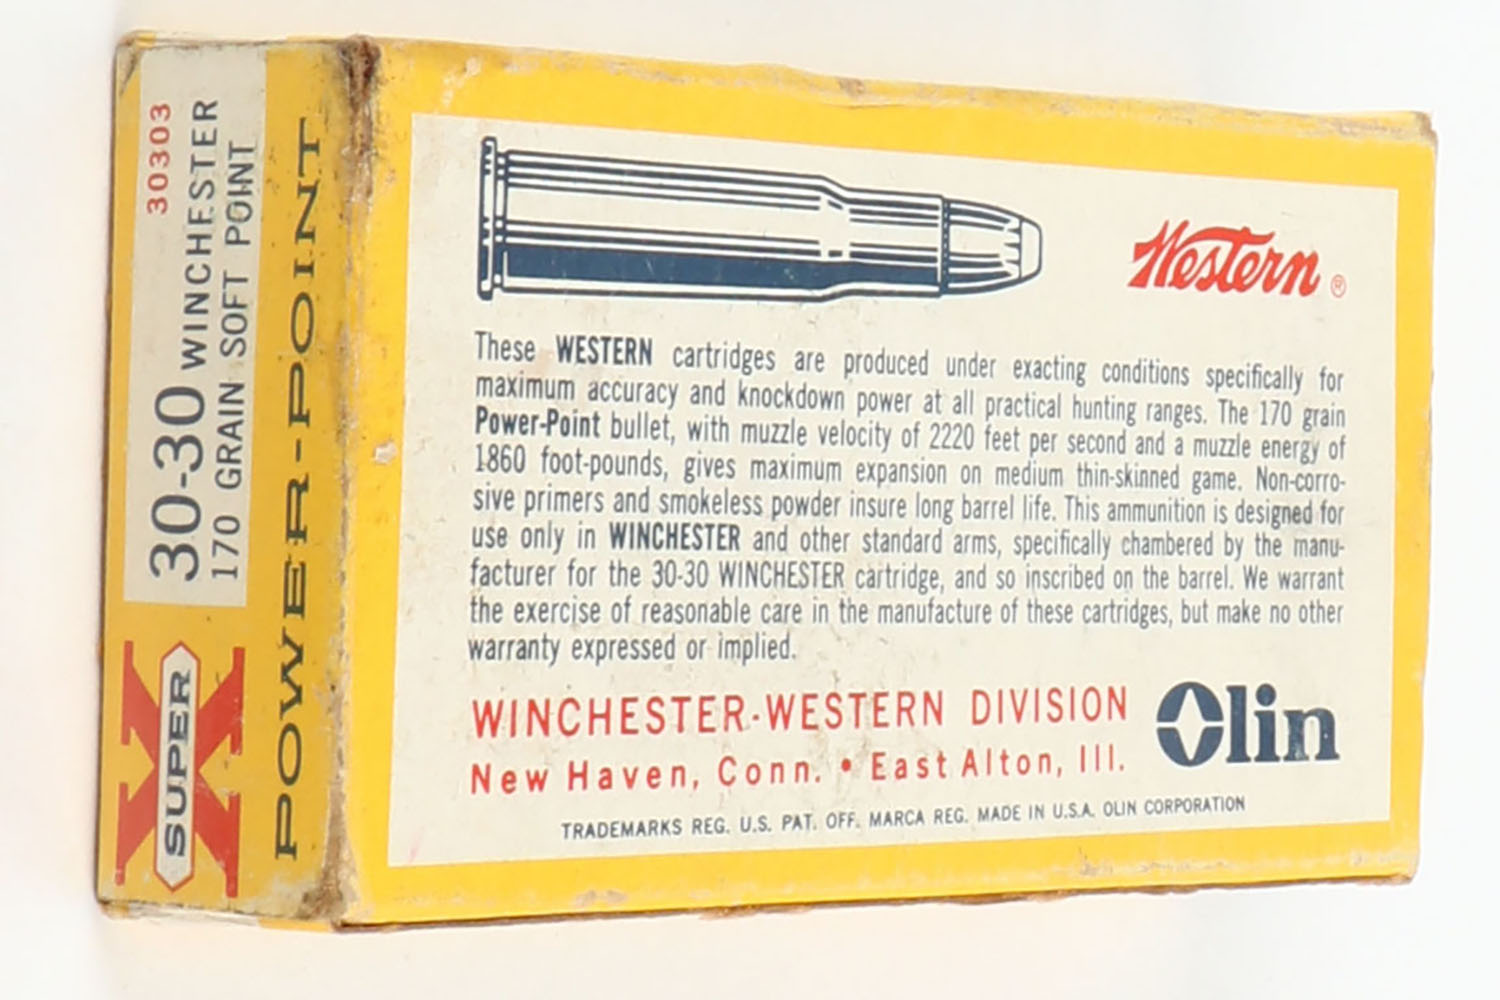 30303
30-30 WINCHESTER
170 GRAIN SOFT POINT
SUPER X
POWER-POINT
Western ®
These WESTERN cartridges are produced under exacting conditions specifically for
maximum accuracy and knockdown power at all practical hunting ranges. The 170 grain
Power-Point bullet, with muzzle velocity of 2220 feet per second and a muzzle energy of
1860 foot-pounds, gives maximum expansion on medium thin-skinned game. Non-corro-
sive primers and smokeless powder insure long barrel life. This ammunition is designed for
use only in WINCHESTER and other standard arms, specifically chambered by the manu-
facturer for the 30-30 WINCHESTER cartridge, and so inscribed on the barrel. We warrant
the exercise of reasonable care in the manufacture of these cartridges, but make no other
warranty expressed or implied.
WINCHESTER-WESTERN DIVISION
New Haven, Conn. • East Alton, Ill.
Olin
TRADEMARKS REG. U.S. PAT. OFF. MARCA REG. MADE IN U.S.A. OLIN CORPORATION